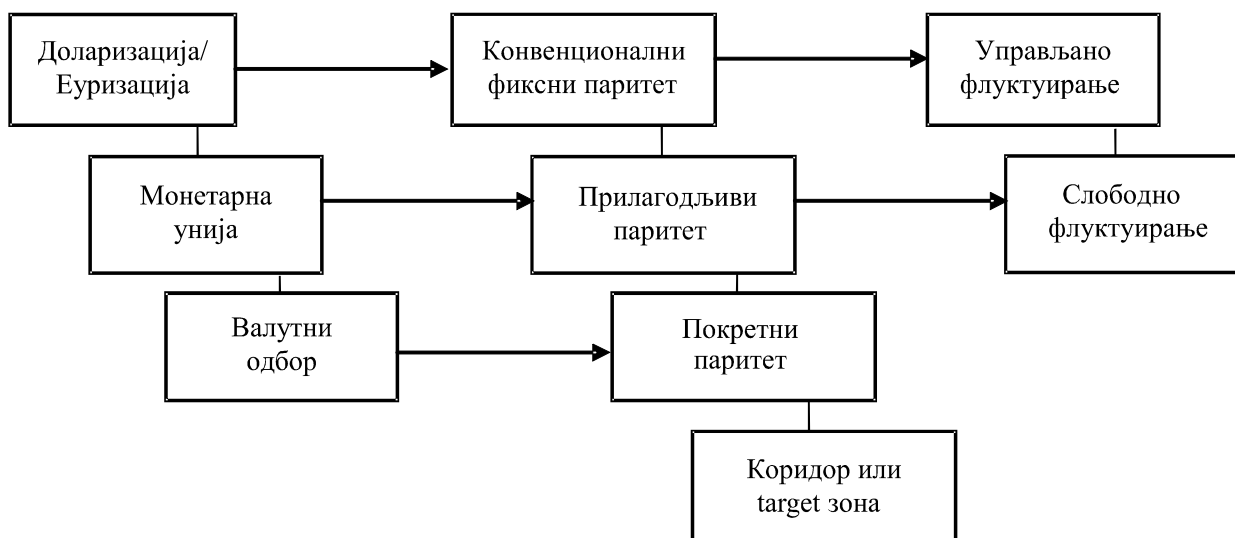 Доларизација/
Еуризација
Конвенционални
фиксни паритет
Управљано
флуктуирање
Монетарна
унија
Прилагодљиви
паритет
Слободно
флуктуирање
Валутни
одбор
Покретни
паритет
Коридор или
target зона